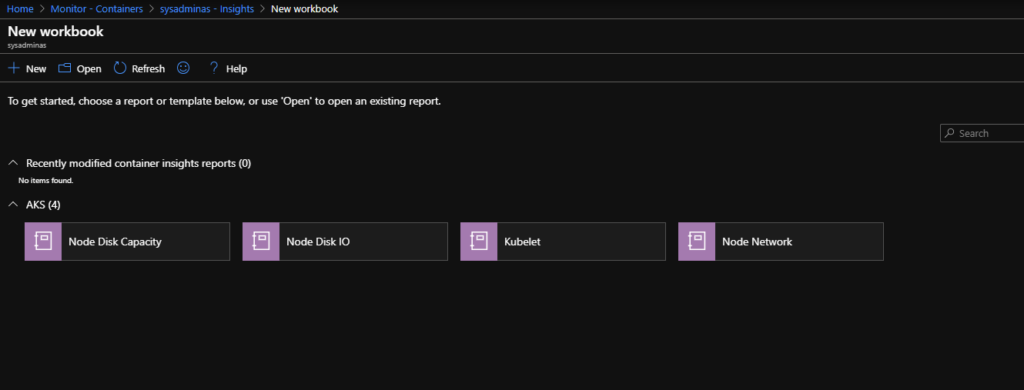 Home > Monitor - Containers > sysadminas - Insights > New workbook
New workbook
sysadminas
New Open Refresh Help
To get started, choose a report or template below, or use 'Open' to open an existing report.
Search
Recently modified container insights reports (0)
No items found.
AKS (4)
Node Disk Capacity Node Disk IO Kubelet Node Network